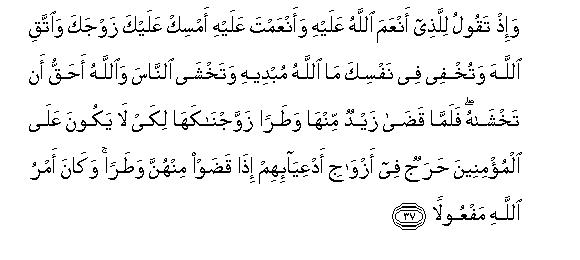 وَإِذْ تَقُولُ لِلَّذِىٓ أَنْعَمَ ٱللَّهُ عَلَيْهِ وَأَنْعَمْتَ عَلَيْهِ أَمْسِكْ عَلَيْكَ زَوْجَكَ وَٱتَّقِ
ٱللَّهَ وَتُخْفِى فِى نَفْسِكَ مَا ٱللَّهُ مُبْدِيهِ وَتَخْشَى ٱلنَّاسَ وَٱللَّهُ أَحَقُّ أَن
تَخْشَىٰهُ ۖ فَلَمَّا قَضَىٰ زَيْدٌ مِّنْهَا وَطَرًا زَوَّجْنَـٰكَهَا لِكَىْ لَا يَكُونَ عَلَى
ٱلْمُؤْمِنِينَ حَرَجٌ فِىٓ أَزْوَٰجِ أَدْعِيَآئِهِمْ إِذَا قَضَوْا۟ مِنْهُنَّ وَطَرًا ۚ وَكَانَ أَمْرُ
ٱللَّهِ مَفْعُولًا ٣٧